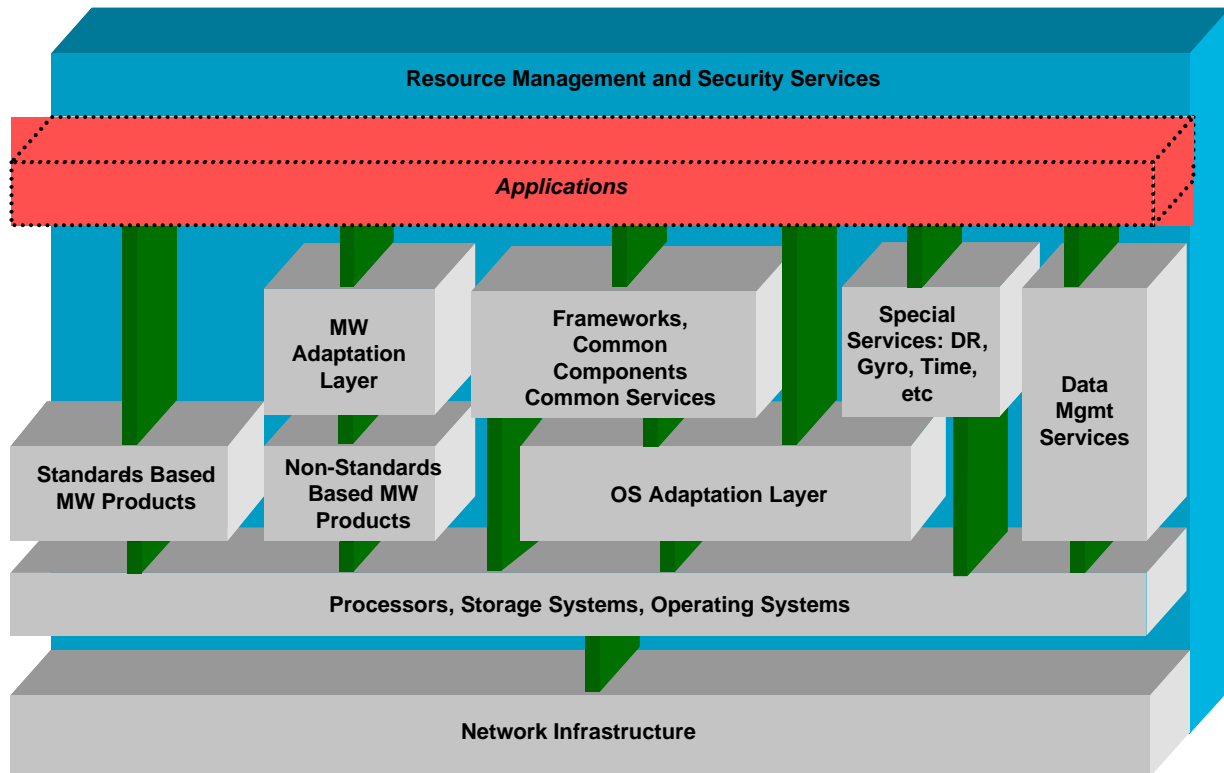 Resource Management and Security Services
Applications
MW
Adaptation
Layer
Frameworks,
Common
Components
Common Services
Special
Services: DR,
Gyro, Time,
etc
Data
Mgmt
Services
Standards Based
MW Products
Non-Standards
Based MW
Products
OS Adaptation Layer
Processors, Storage Systems, Operating Systems
Network Infrastructure